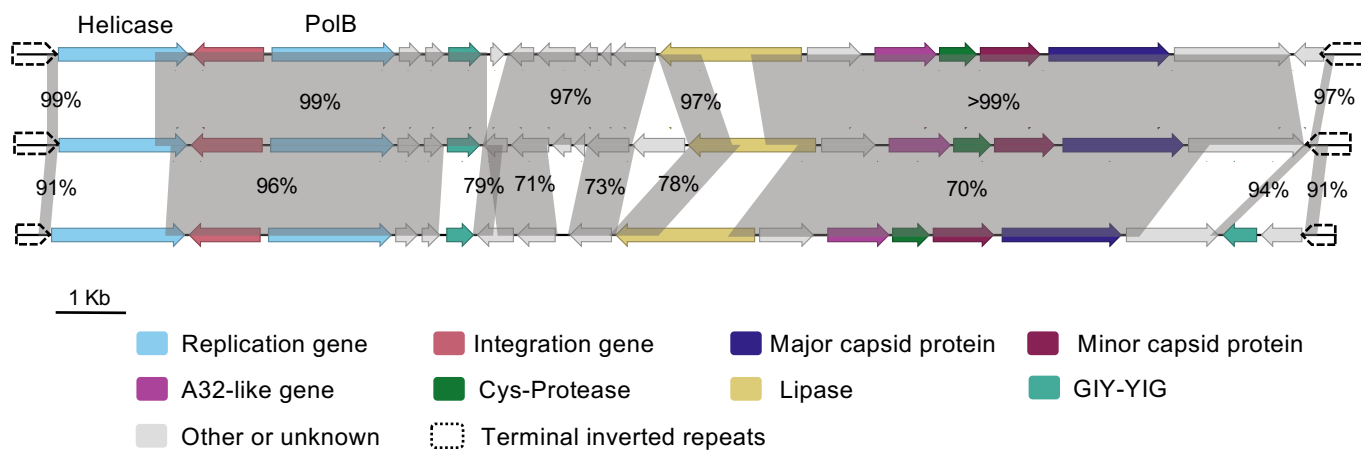 Helicase PolB
99% 99% 97% 97% >99% 97%
91% 96% 79% 71% 73% 78% 70% 94% 91%
1 Kb
Replication gene Integration gene Major capsid protein Minor capsid protein
A32-like gene Cys-Protease Lipase GIY-YIG
Other or unknown Terminal inverted repeats